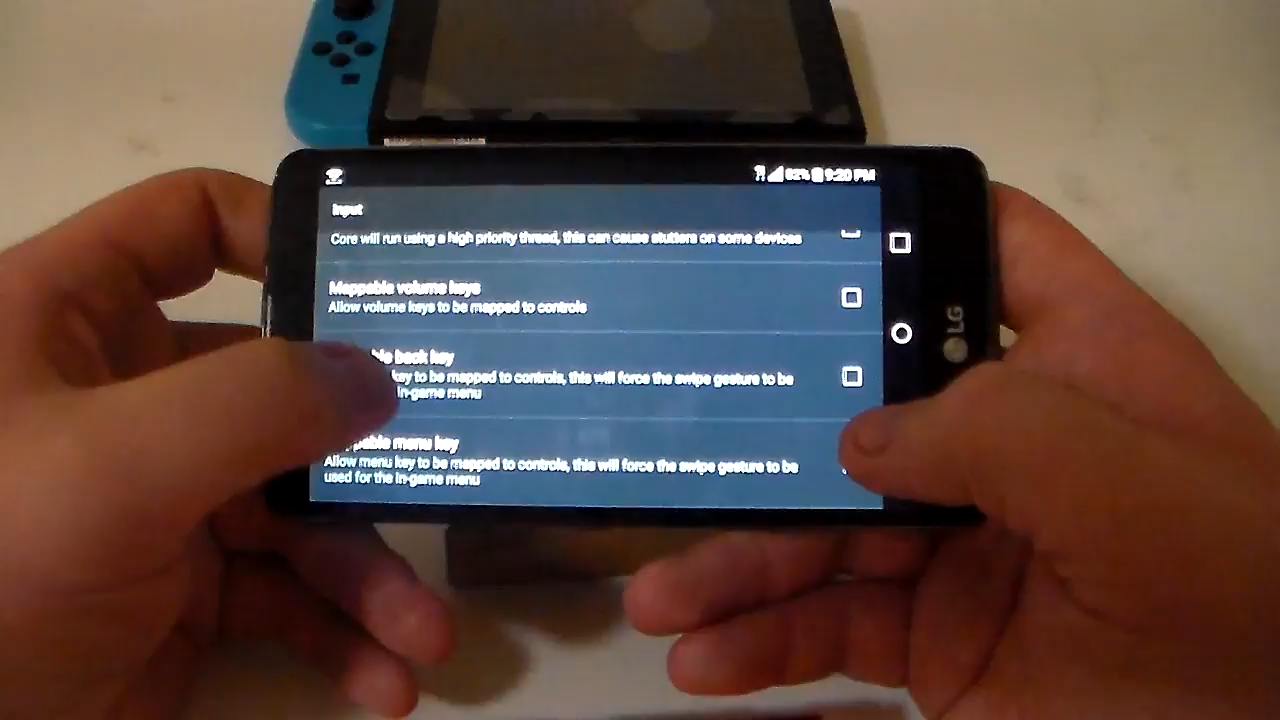 82% 9:20 PM
Input
Core will run using a high priority thread, this can cause stutters on some devices
Mappable volume keys
Allow volume keys to be mapped to controls
ble back key
key to be mapped to controls, this will force the swipe gesture to be
in-game menu
pable menu key
Allow menu key to be mapped to controls, this will force the swipe gesture to be
used for the in-game menu
LG